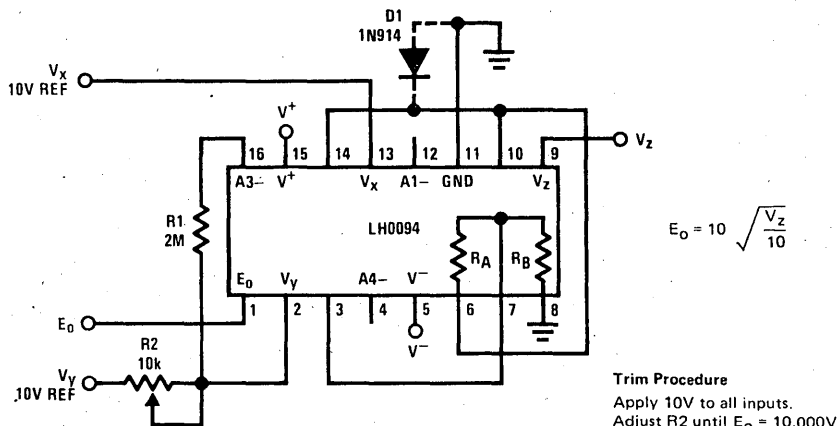 D1
1N914
Vx
10V REF
V+
Vz
16 15 14 13 12 11 10 9
A3− V+ Vx A1− GND Vz
R1
2M
LH0094
RA RB
Eo = 10 √(Vz/10)
Eo Vy A4− V−
1 2 3 4 5 6 7 8
Eo
V−
R2
10k
Vy
10V REF
Trim Procedure
Apply 10V to all inputs.
Adjust R2 until Eo = 10.000V